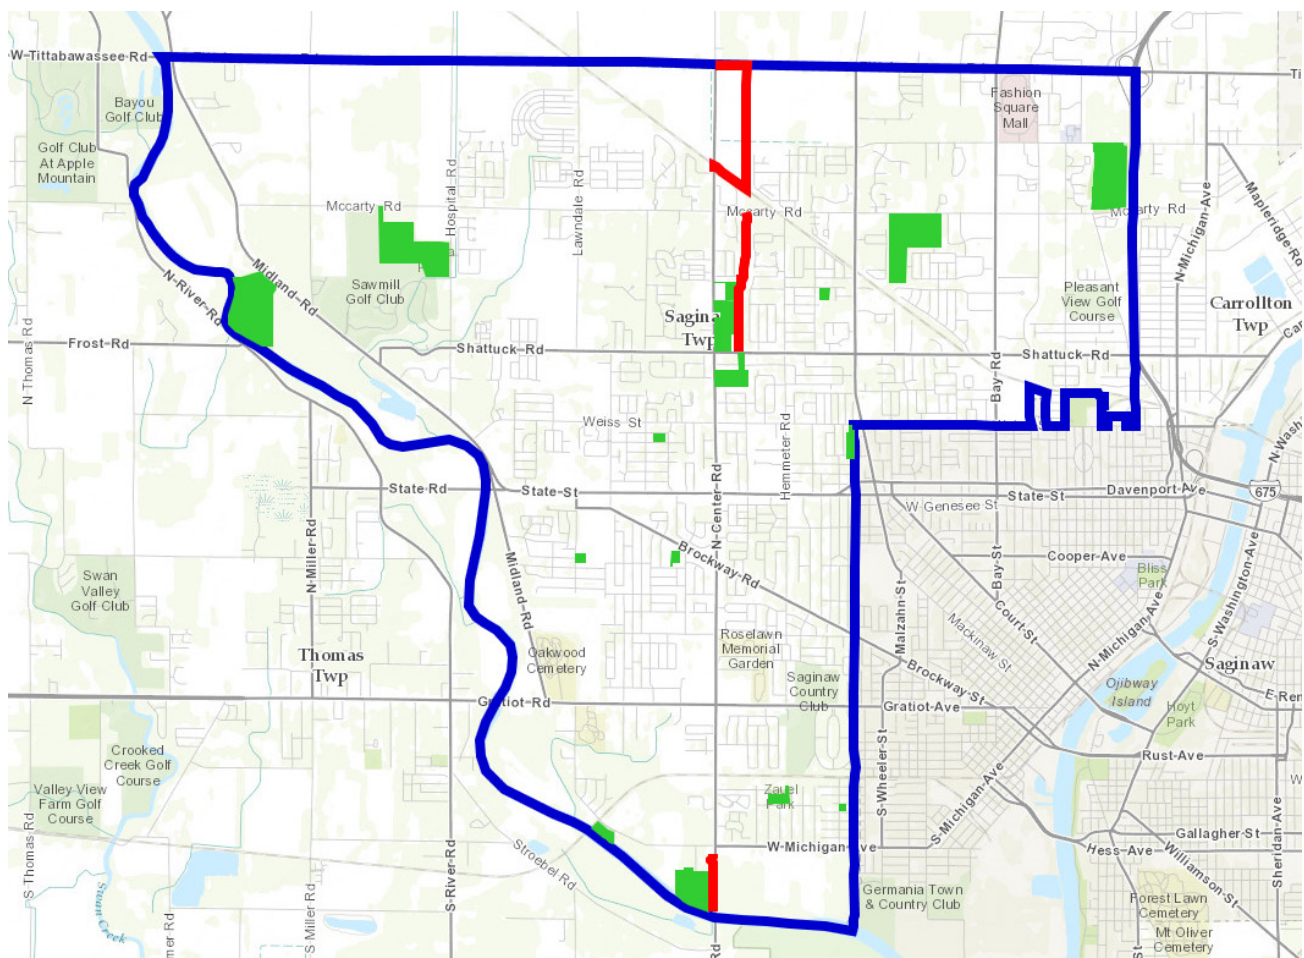 W Tittabawassee Rd
Bayou
Golf Club
Golf Club
At Apple
Mountain
Fashion
Square
Mall
Hospital Rd
Lawndale Rd
Mccarty Rd
Mccarty Rd
Mccarty Rd
N-Michigan-Ave
Mapleridge Rd
N-River-Rd
Midland-Rd
Sawmill
Golf Club
Pleasant
View Golf
Course
Carrollton
Twp
Sagina
Twp
N Thomas Rd
Frost-Rd
Shattuck-Rd
Shattuck-Rd
Bay-Rd
Weiss St
Hemmeter Rd
N-Center-Rd
State-Rd
State-St
State-St
Davenport Ave
675
W Genesee St
N-Miller-Rd
Midland-Rd
Brockway-Rd
Malzahn-St
Bay-St
Cooper-Ave
Bliss
Park
Court-St
Mackinaw St
N-Michigan-Ave
S-Washington-Ave
Swan
Valley
Golf Club
Thomas
Twp
Oakwood
Cemetery
Roselawn
Memorial
Garden
Saginaw
Country
Club
Brockway-St
Saginaw
Ojibway
Island
Hoyt
Park
Gratiot-Rd
Gratiot-Ave
Rust-Ave
Crooked
Creek Golf
Course
Valley View
Farm Golf
Course
S Thomas Rd
Swan Creek
S-Wheeler-St
S-Michigan-Ave
Zauel
Park
W-Michigan-Ave
Gallagher-St
Hess-Ave
Williamson-St
Sheridan-Ave
Stroebel Rd
S-River-Rd
S Miller Rd
Germania Town
& Country Club
Forest Lawn
Cemetery
Mt Oliver
Cemetery